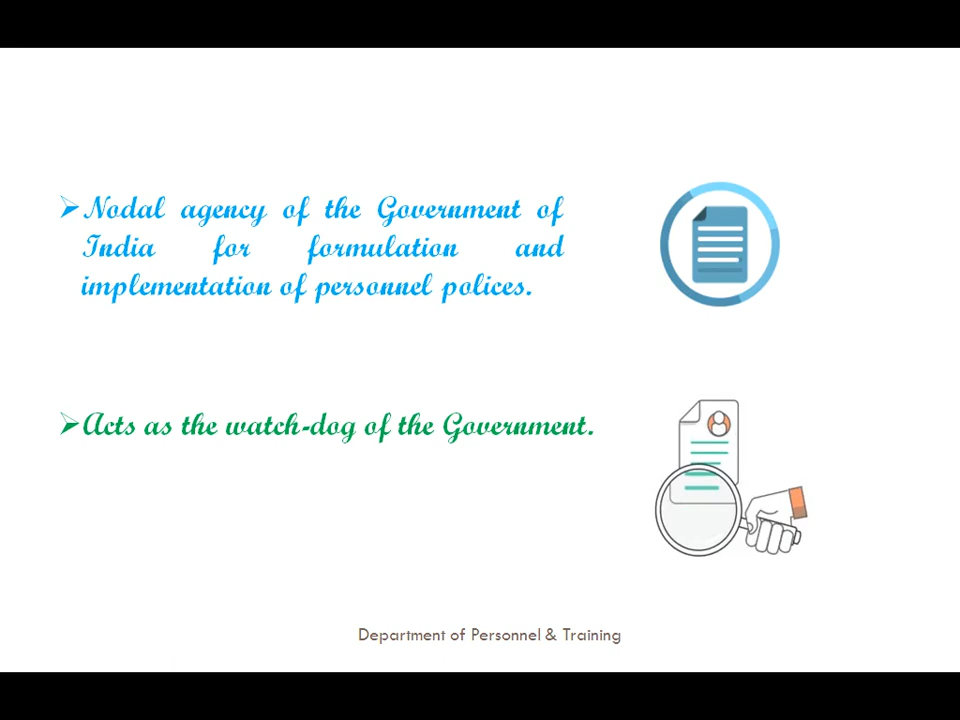 ➢Nodal agency of the Government of
India for formulation and
implementation of personnel polices.
➢Acts as the watch-dog of the Government.
Department of Personnel & Training